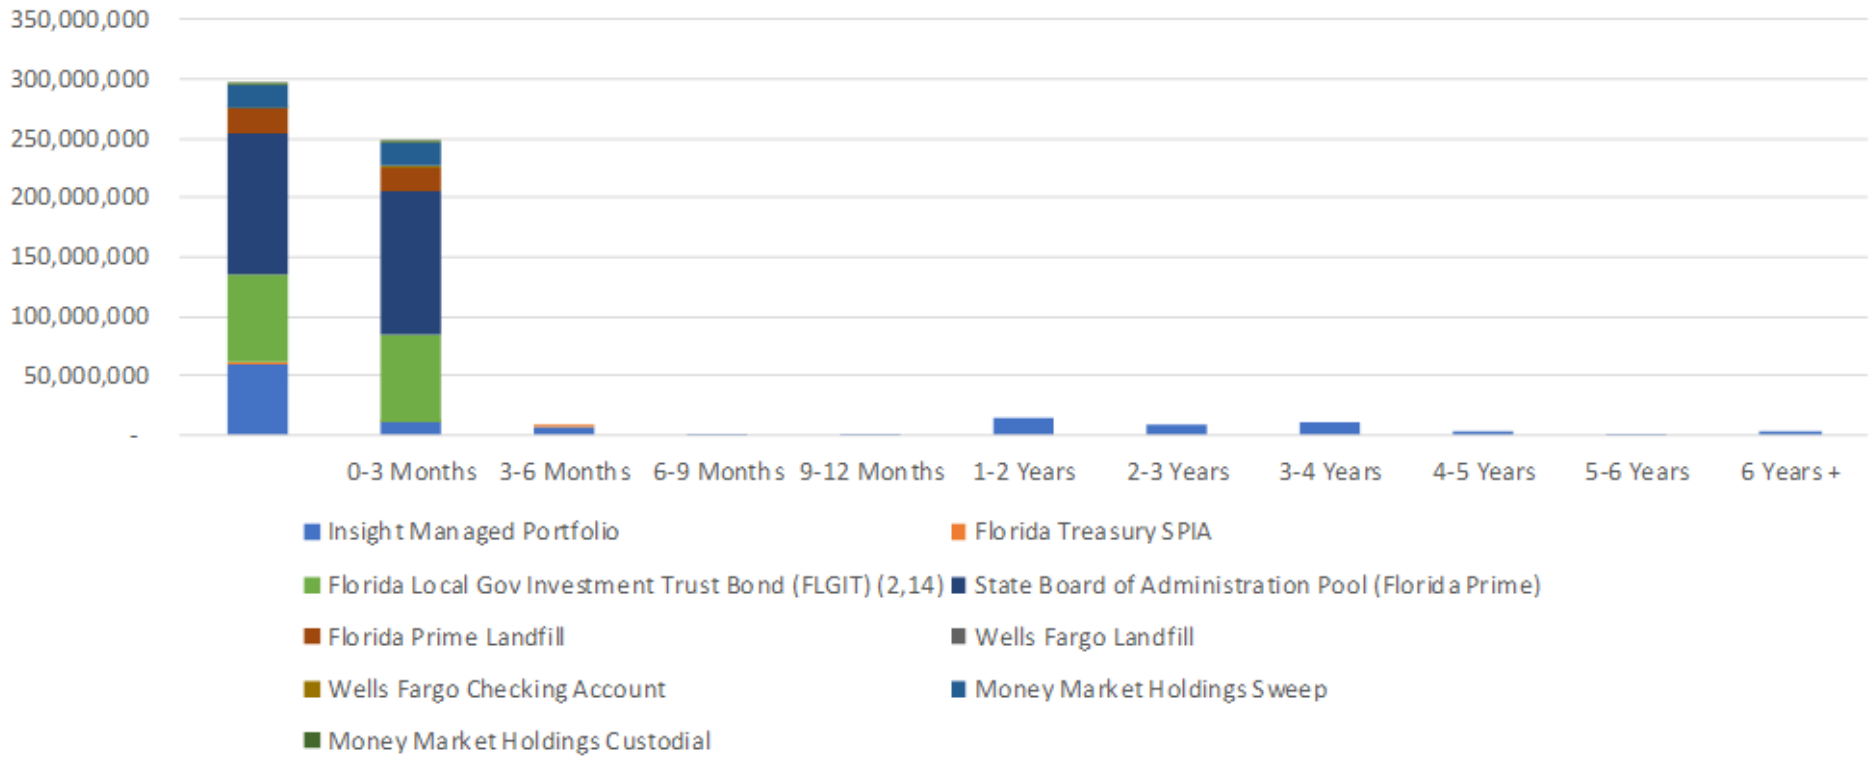 350,000,000
300,000,000
250,000,000
200,000,000
150,000,000
100,000,000
50,000,000
-
0-3 Months 3-6 Months 6-9 Months 9-12 Months 1-2 Years 2-3 Years 3-4 Years 4-5 Years 5-6 Years 6 Years +
Insight Managed Portfolio Florida Treasury SPIA
Florida Local Gov Investment Trust Bond (FLGIT) (2,14) State Board of Administration Pool (Florida Prime)
Florida Prime Landfill Wells Fargo Landfill
Wells Fargo Checking Account Money Market Holdings Sweep
Money Market Holdings Custodial